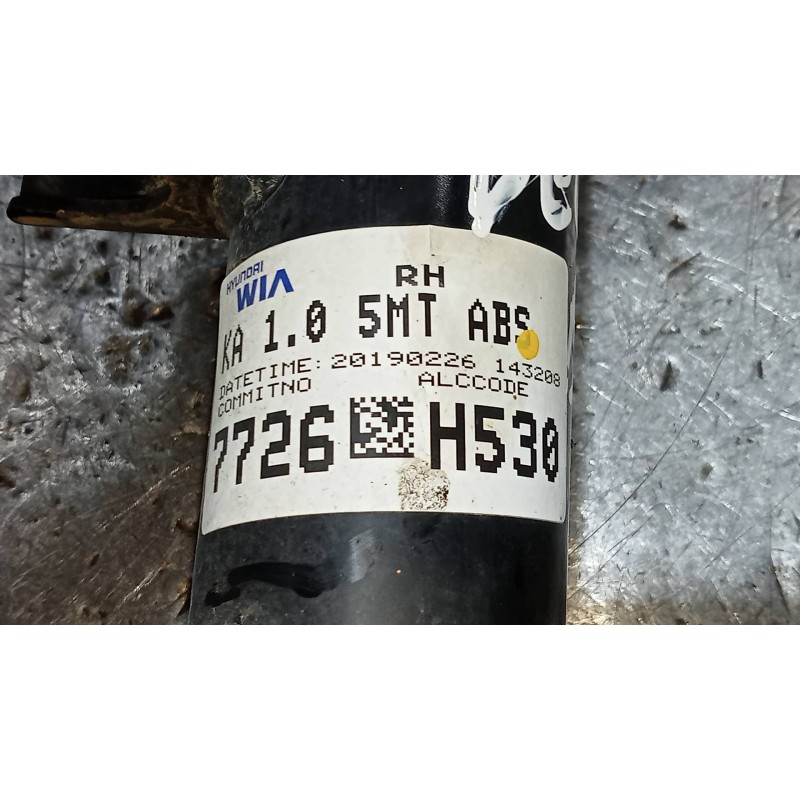 RH
HYUNDAI
WIA
KA 1.0 5MT ABS
DATETIME: 20190226 143208
COMMITNO ALCCODE
7726 H530